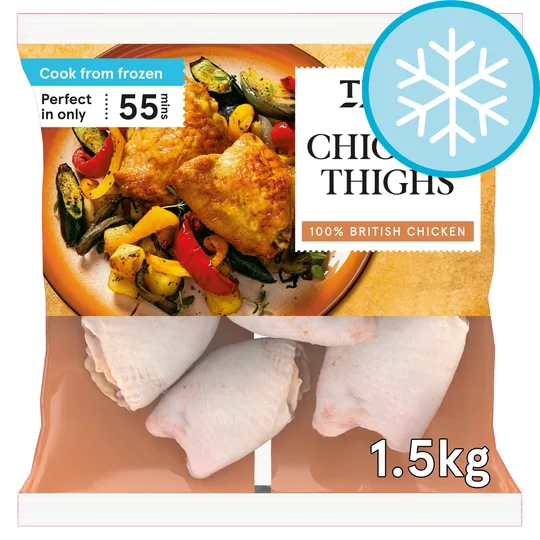 Cook from frozen
Perfect
in only
55
mins
THIGHS
100% BRITISH CHICKEN
1.5kg